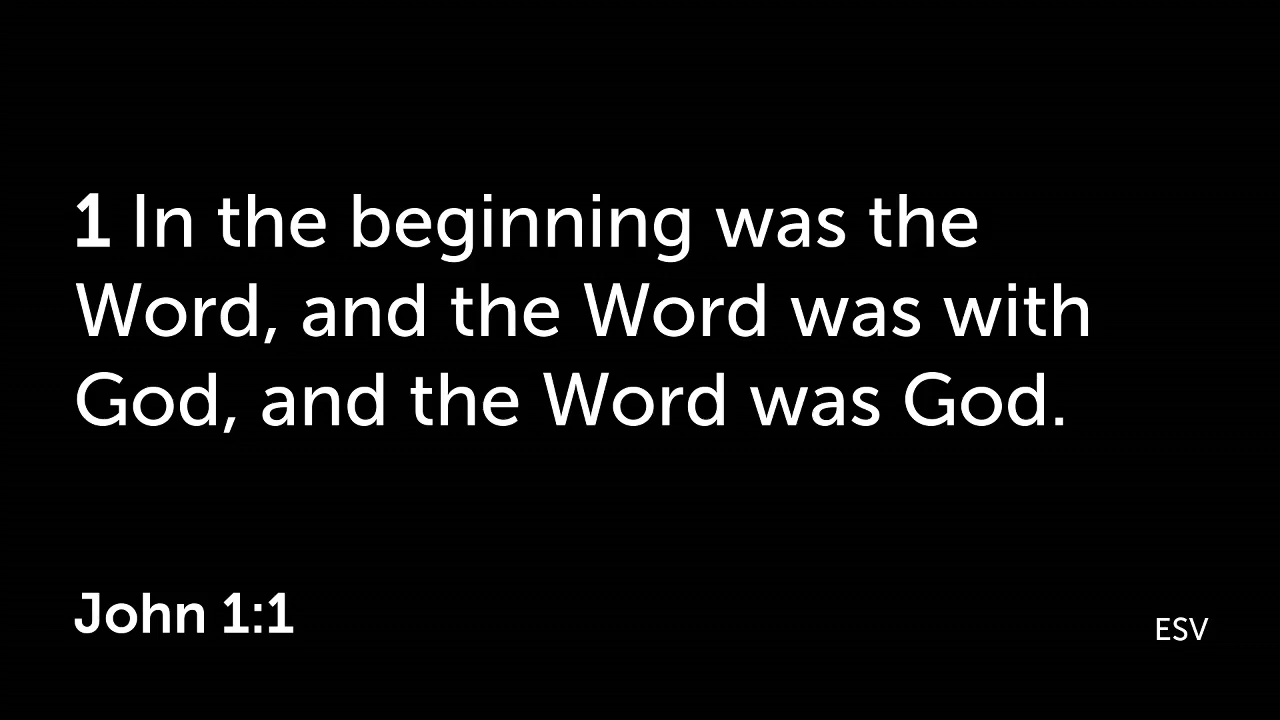 1 In the beginning was the
Word, and the Word was with
God, and the Word was God.
John 1:1
ESV